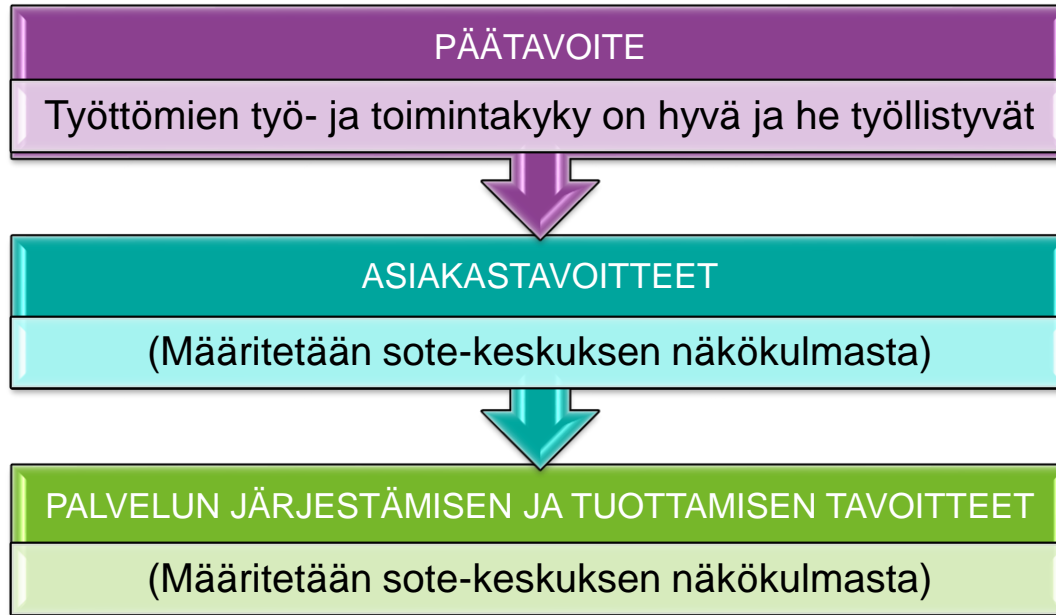 PÄÄTAVOITE
Työttömien työ- ja toimintakyky on hyvä ja he työllistyvät
ASIAKASTAVOITTEET
(Määritetään sote-keskuksen näkökulmasta)
PALVELUN JÄRJESTÄMISEN JA TUOTTAMISEN TAVOITTEET
(Määritetään sote-keskuksen näkökulmasta)